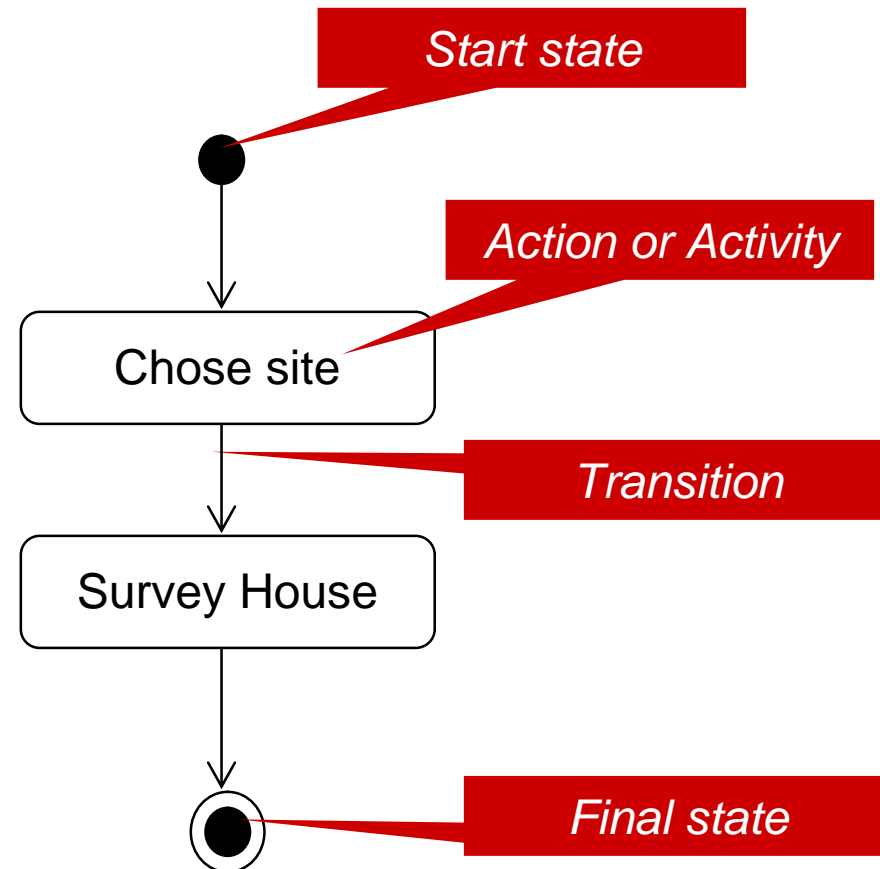 Start state
Action or Activity
Chose site
Transition
Survey House
Final state